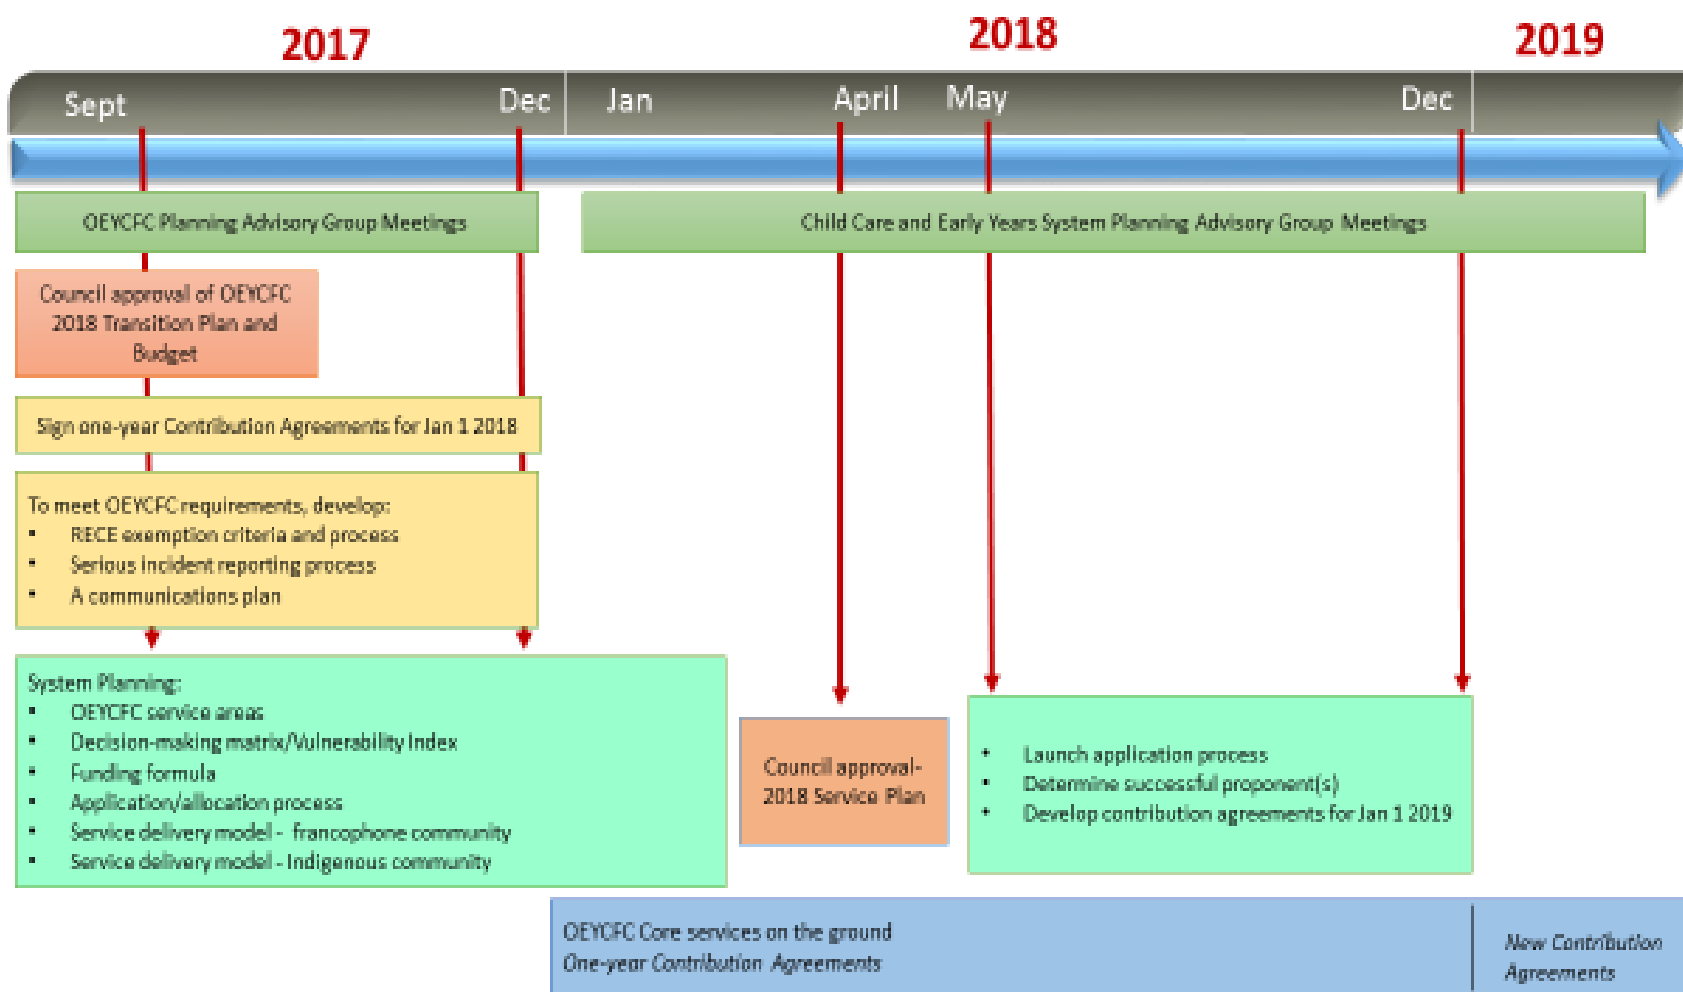 2017
2018
2019
Sept
Dec
Jan
April
May
Dec
OEYCFC Planning Advisory Group Meetings
Child Care and Early Years System Planning Advisory Group Meetings
Council approval of OEYCFC
2018 Transition Plan and
Budget
Sign one-year Contribution Agreements for Jan 1 2018
To meet OEYCFC requirements, develop:
• RECE exemption criteria and process
• Serious incident reporting process
• A communications plan
System Planning:
• OEYCFC service areas
• Decision-making matrix/Vulnerability Index
• Funding formula
• Application/allocation process
• Service delivery model - francophone community
• Service delivery model - Indigenous community
Council approval-
2018 Service Plan
• Launch application process
• Determine successful proponent(s)
• Develop contribution agreements for Jan 1 2019
OEYCFC Core services on the ground
One-year Contribution Agreements
New Contribution
Agreements